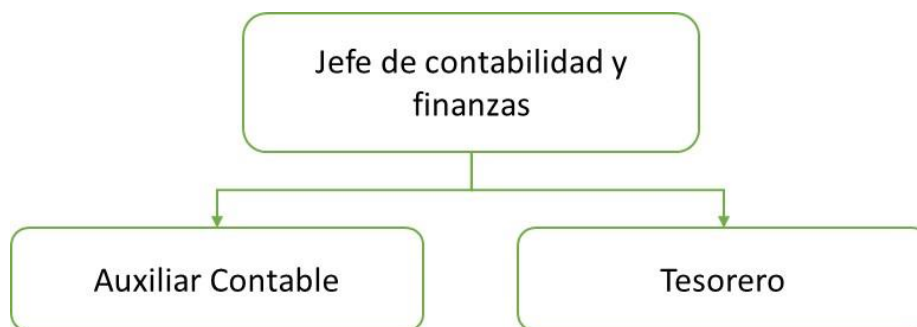 Jefe de contabilidad y
finanzas
Auxiliar Contable
Tesorero